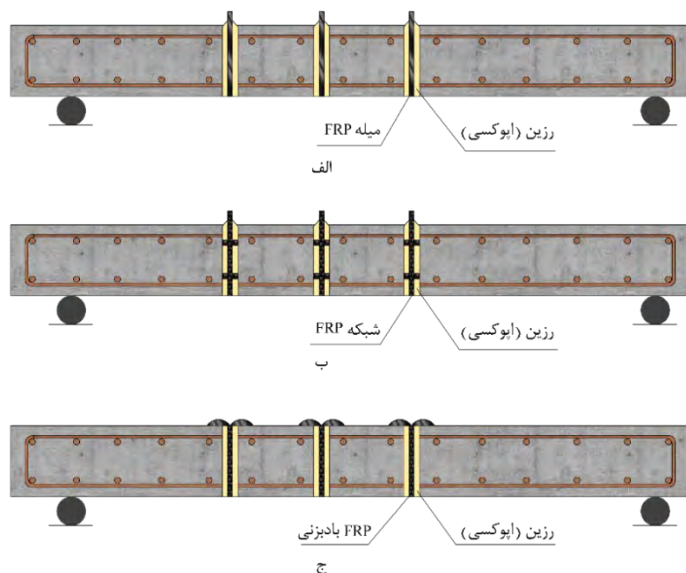 رزین (اپوکسی)
میله FRP
الف
رزین (اپوکسی)
شبکه FRP
ب
رزین (اپوکسی)
FRP بادبزنی
ج